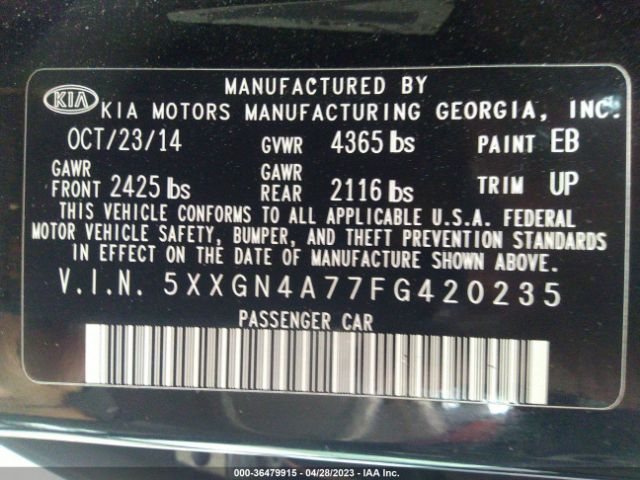 MANUFACTURED BY
KIA KIA MOTORS MANUFACTURING GEORGIA, INC.
OCT/23/14 GVWR 4365 lbs PAINT EB
GAWR FRONT 2425 lbs GAWR REAR 2116 lbs TRIM UP
THIS VEHICLE CONFORMS TO ALL APPLICABLE U.S.A. FEDERAL
MOTOR VEHICLE SAFETY, BUMPER, AND THEFT PREVENTION STANDARDS
IN EFFECT ON THE DATE OF MANUFACTURE SHOWN ABOVE.
V.I.N. 5XXGN4A77FG420235
PASSENGER CAR
000-36479915 - 04/28/2023 - IAA Inc.